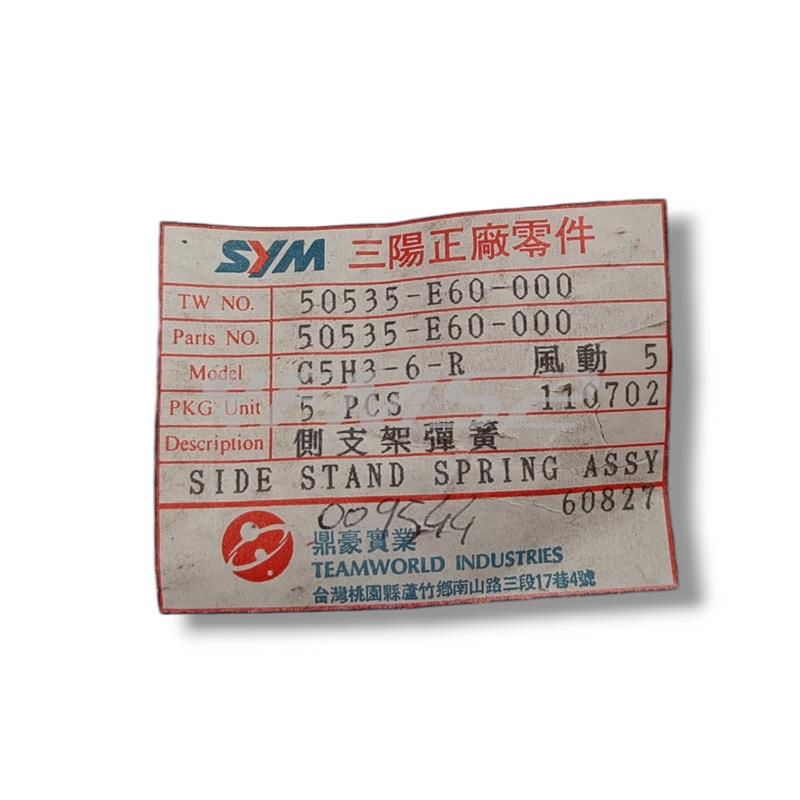 SYM 三陽正廠零件
TW NO. 50535-E60-000
Parts NO. 50535-E60-000
Model G5H3-6-R 風動 5
PKG Unit 5 PCS 110702
Description 側支架彈簧
SIDE STAND SPRING ASSY
60827
009544
鼎豪實業
TEAMWORLD INDUSTRIES
台灣桃園縣蘆竹鄉南山路三段17巷4號